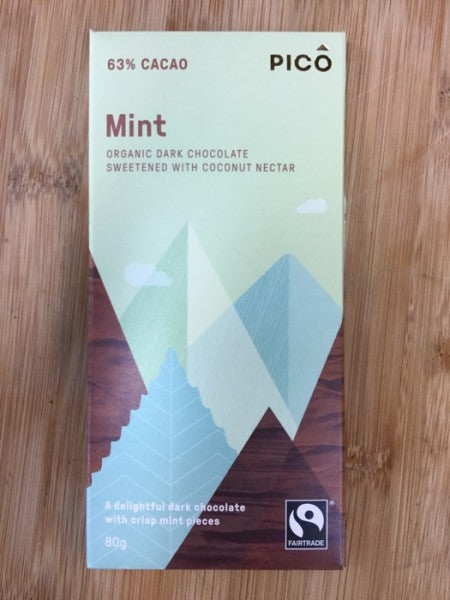 63% CACAO
PICÔ
Mint
ORGANIC DARK CHOCOLATE
SWEETENED WITH COCONUT NECTAR
A delightful dark chocolate
with crisp mint pieces
80g
FAIRTRADE
®